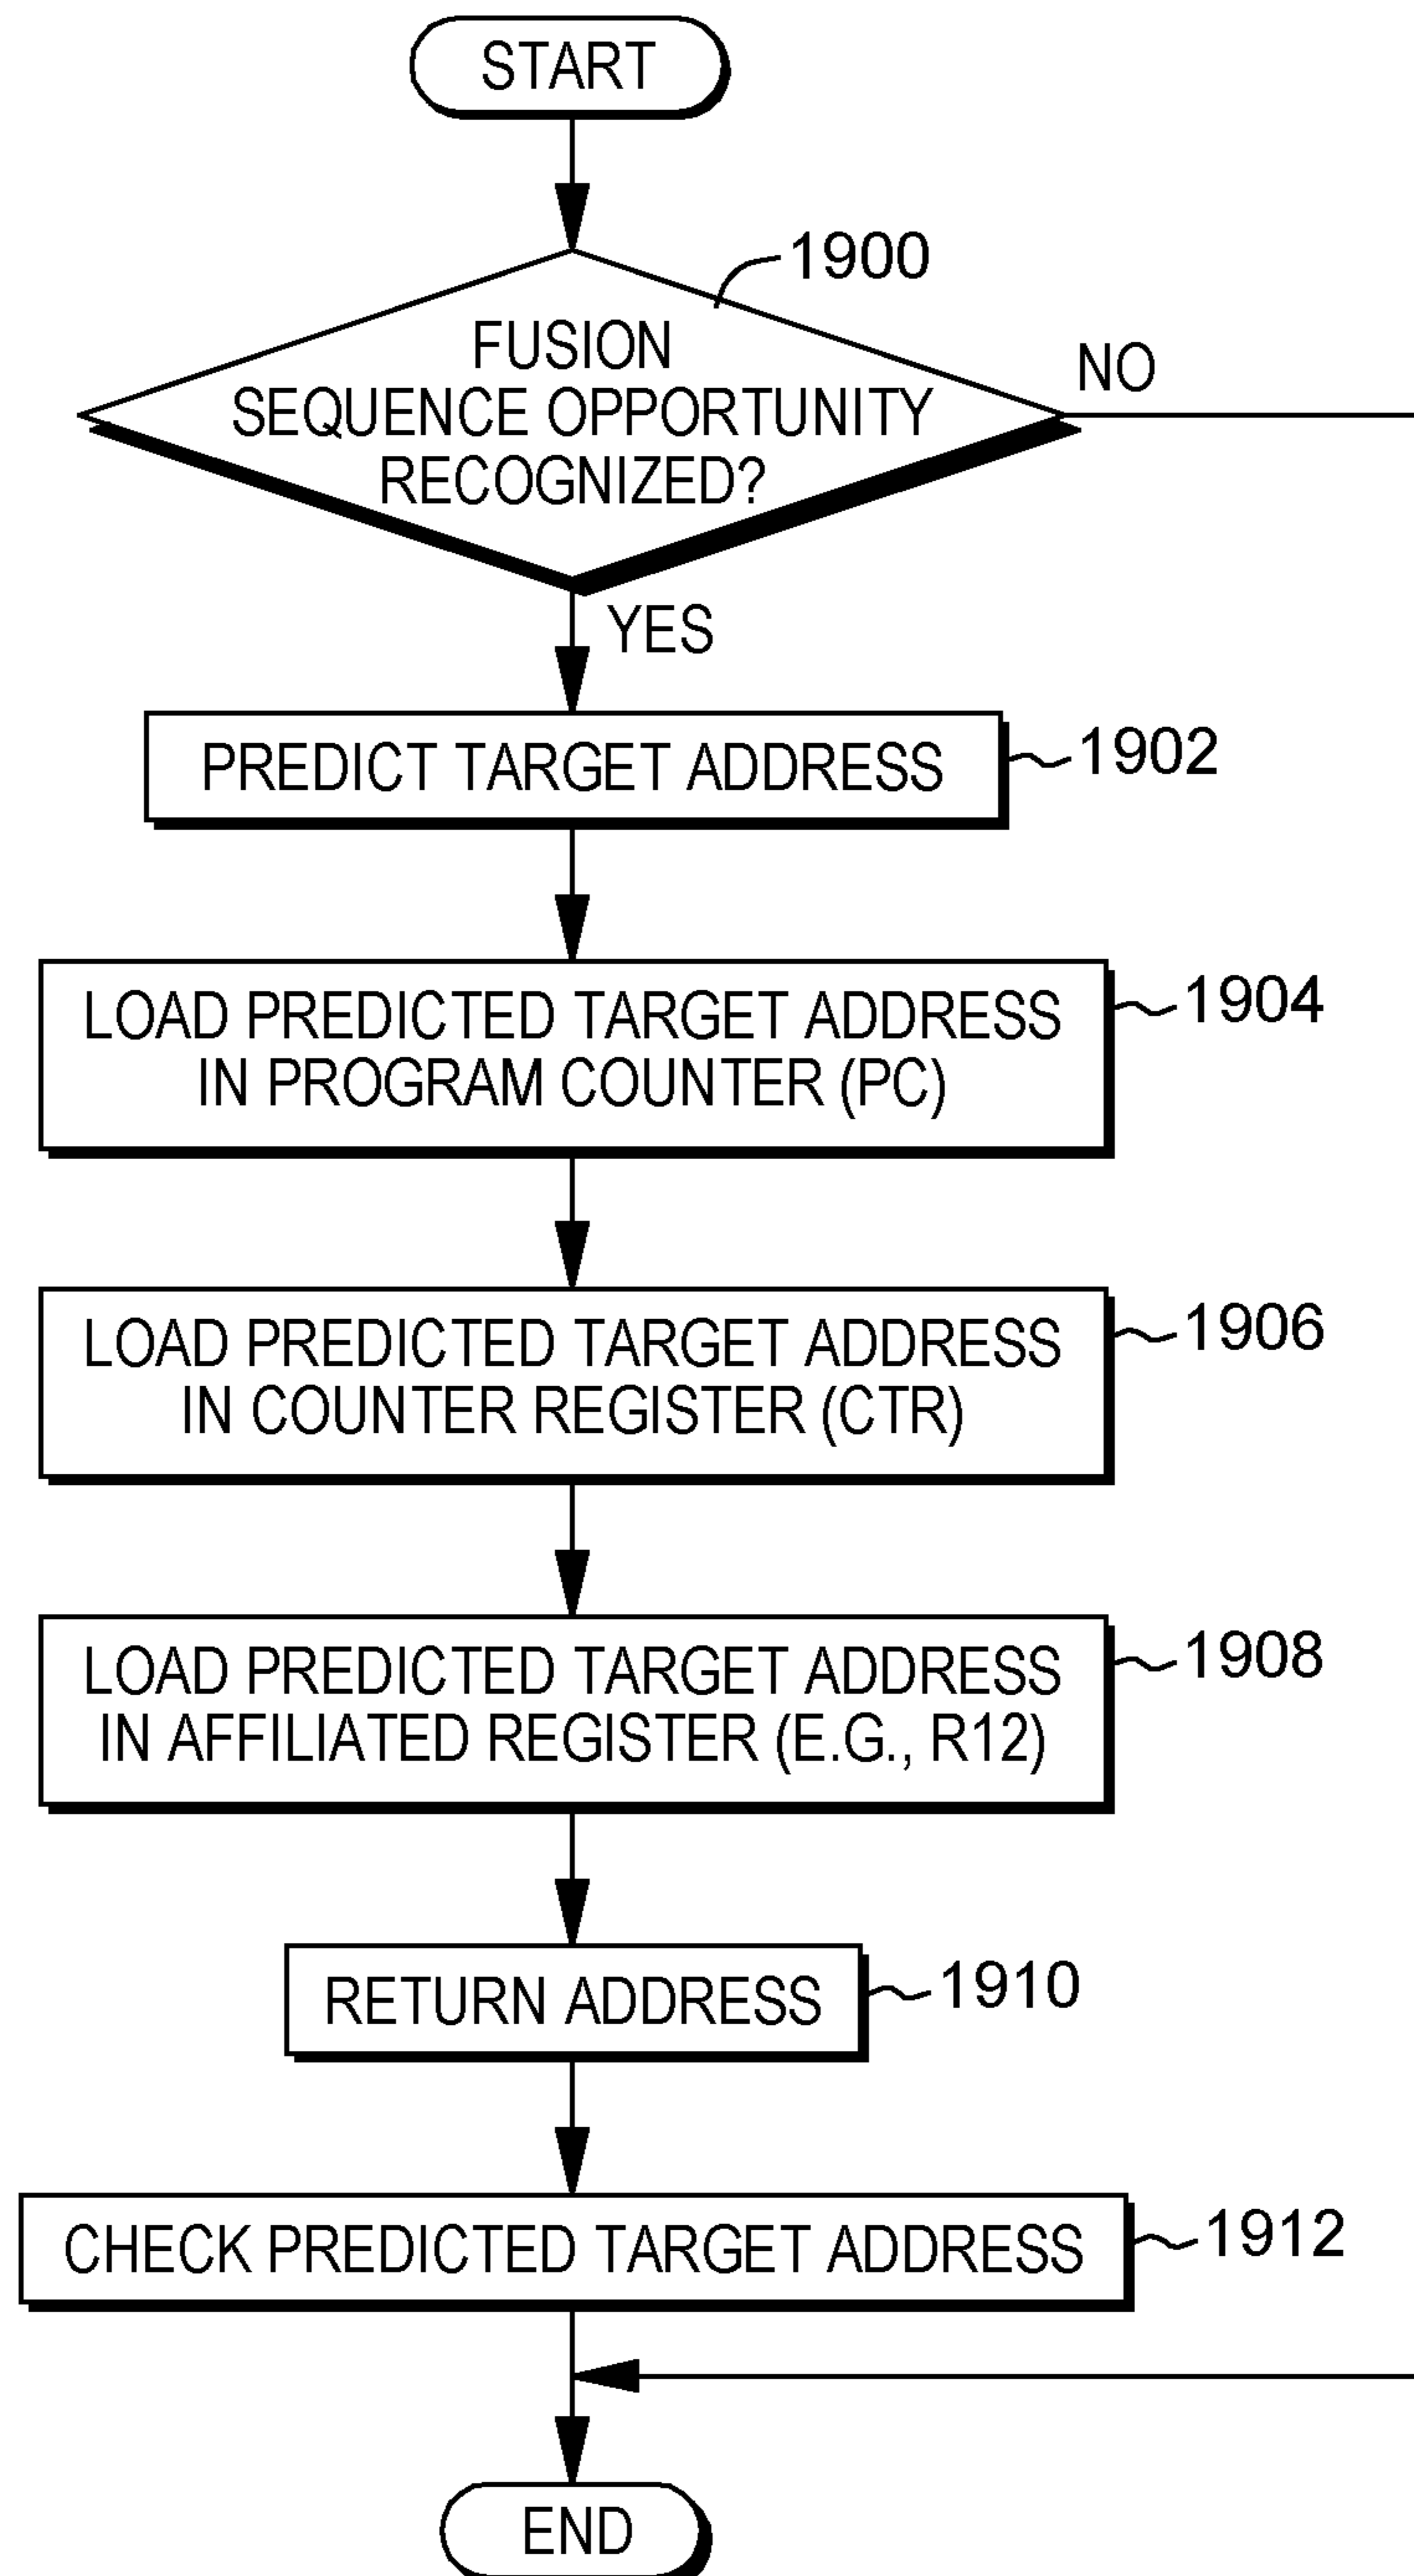 START
1900
FUSION
SEQUENCE OPPORTUNITY
RECOGNIZED?
NO
YES
PREDICT TARGET ADDRESS
1902
LOAD PREDICTED TARGET ADDRESS
IN PROGRAM COUNTER (PC)
1904
LOAD PREDICTED TARGET ADDRESS
IN COUNTER REGISTER (CTR)
1906
LOAD PREDICTED TARGET ADDRESS
IN AFFILIATED REGISTER (E.G., R12)
1908
RETURN ADDRESS
1910
CHECK PREDICTED TARGET ADDRESS
1912
END